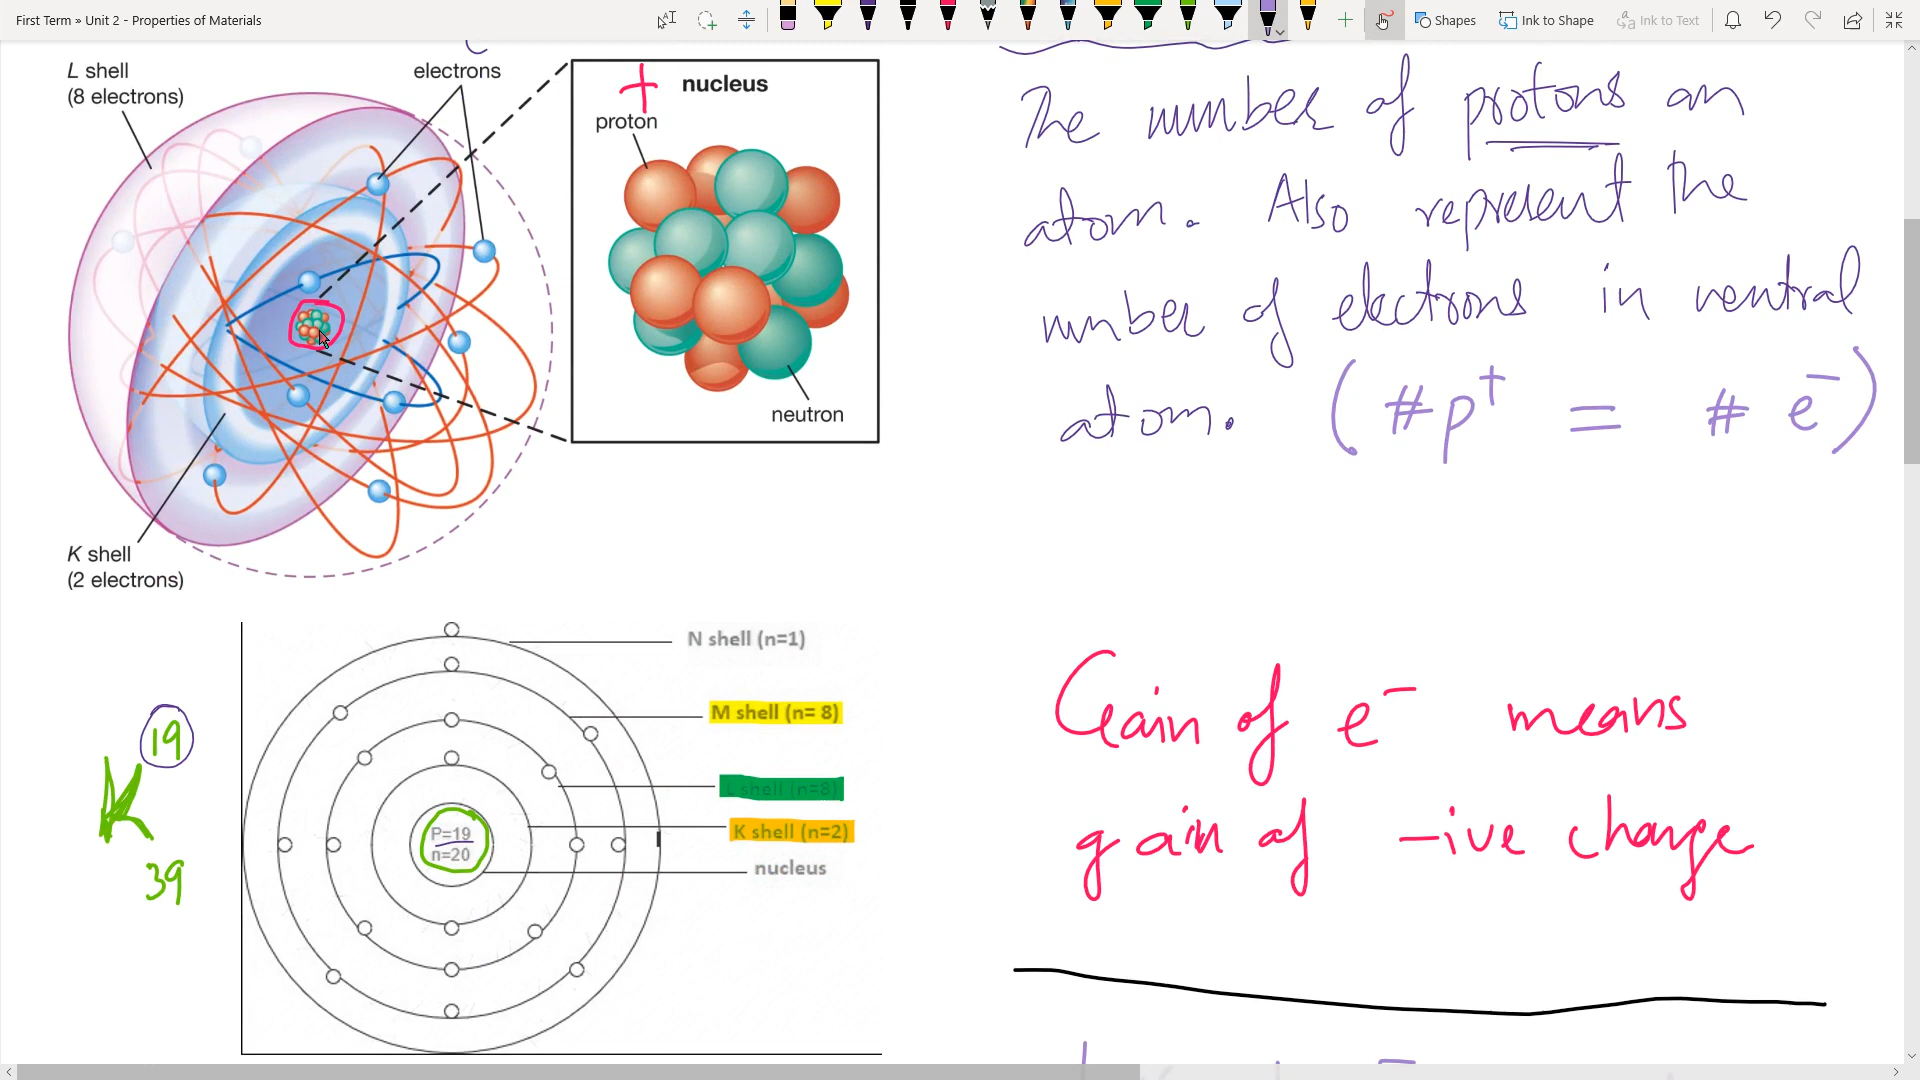 First Term » Unit 2 - Properties of Materials
Shapes
Ink to Shape
Ink to Text
L shell
(8 electrons)
electrons
nucleus
+
proton
neutron
K shell
(2 electrons)
The number of protons an
atom. Also represent the
number of electrons in neutral
atom. (#p+ = # e−)
N shell (n=1)
M shell (n= 8)
L shell (n=8)
K shell (n=2)
nucleus
P=19
n=20
19
K
39
Gain of e− means
gain of -ive charge